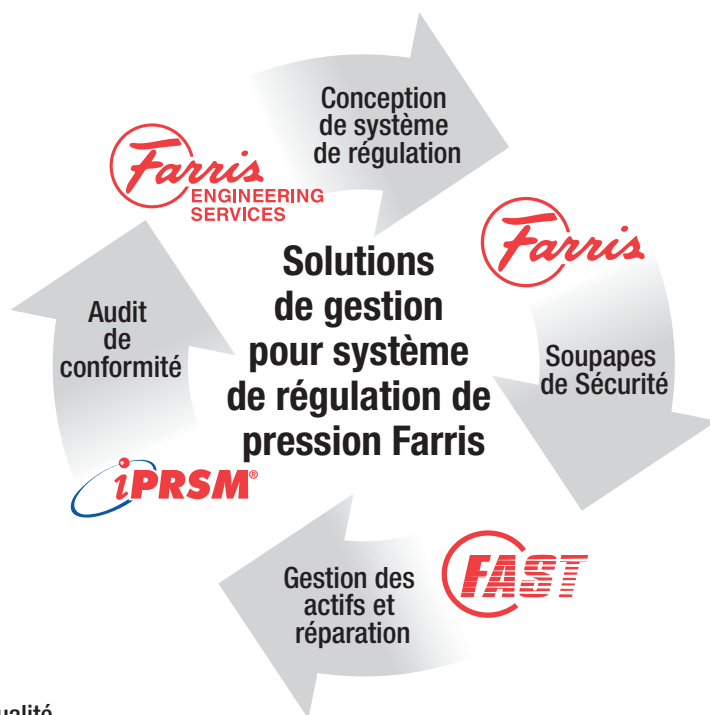 Conception
de système
de régulation
Farris
ENGINEERING
SERVICES
Farris
Solutions
de gestion
pour système
de régulation de
pression Farris
Audit
de
conformité
Soupapes
de Sécurité
iPRSM®
FAST
Gestion des
actifs et
réparation
ualité